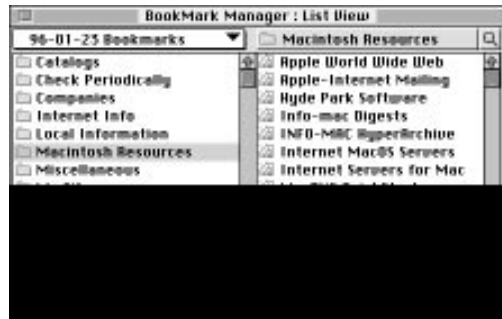 BookMark Manager : List View
96-01-23 Bookmarks
Macintosh Resources
Catalogs
Check Periodically
Companies
Internet Info
Local Information
Macintosh Resources
Miscellaneous
Apple World Wide Web
Apple-Internet Mailing
Hyde Park Software
Info-mac Digests
INFO-MAC HyperArchive
Internet MacOS Servers
Internet Servers for Mac